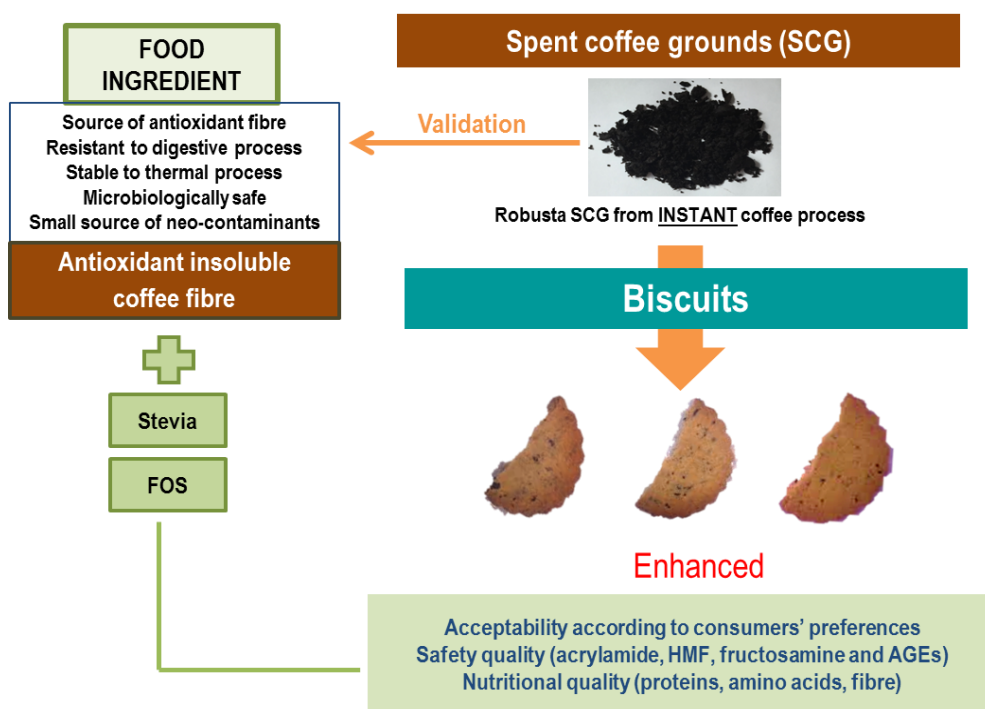 FOOD
INGREDIENT
Source of antioxidant fibre
Resistant to digestive process
Stable to thermal process
Microbiologically safe
Small source of neo-contaminants
Antioxidant insoluble
coffee fibre
Stevia
FOS
Spent coffee grounds (SCG)
Validation
Robusta SCG from INSTANT coffee process
Biscuits
Enhanced
Acceptability according to consumers’ preferences
Safety quality (acrylamide, HMF, fructosamine and AGEs)
Nutritional quality (proteins, amino acids, fibre)